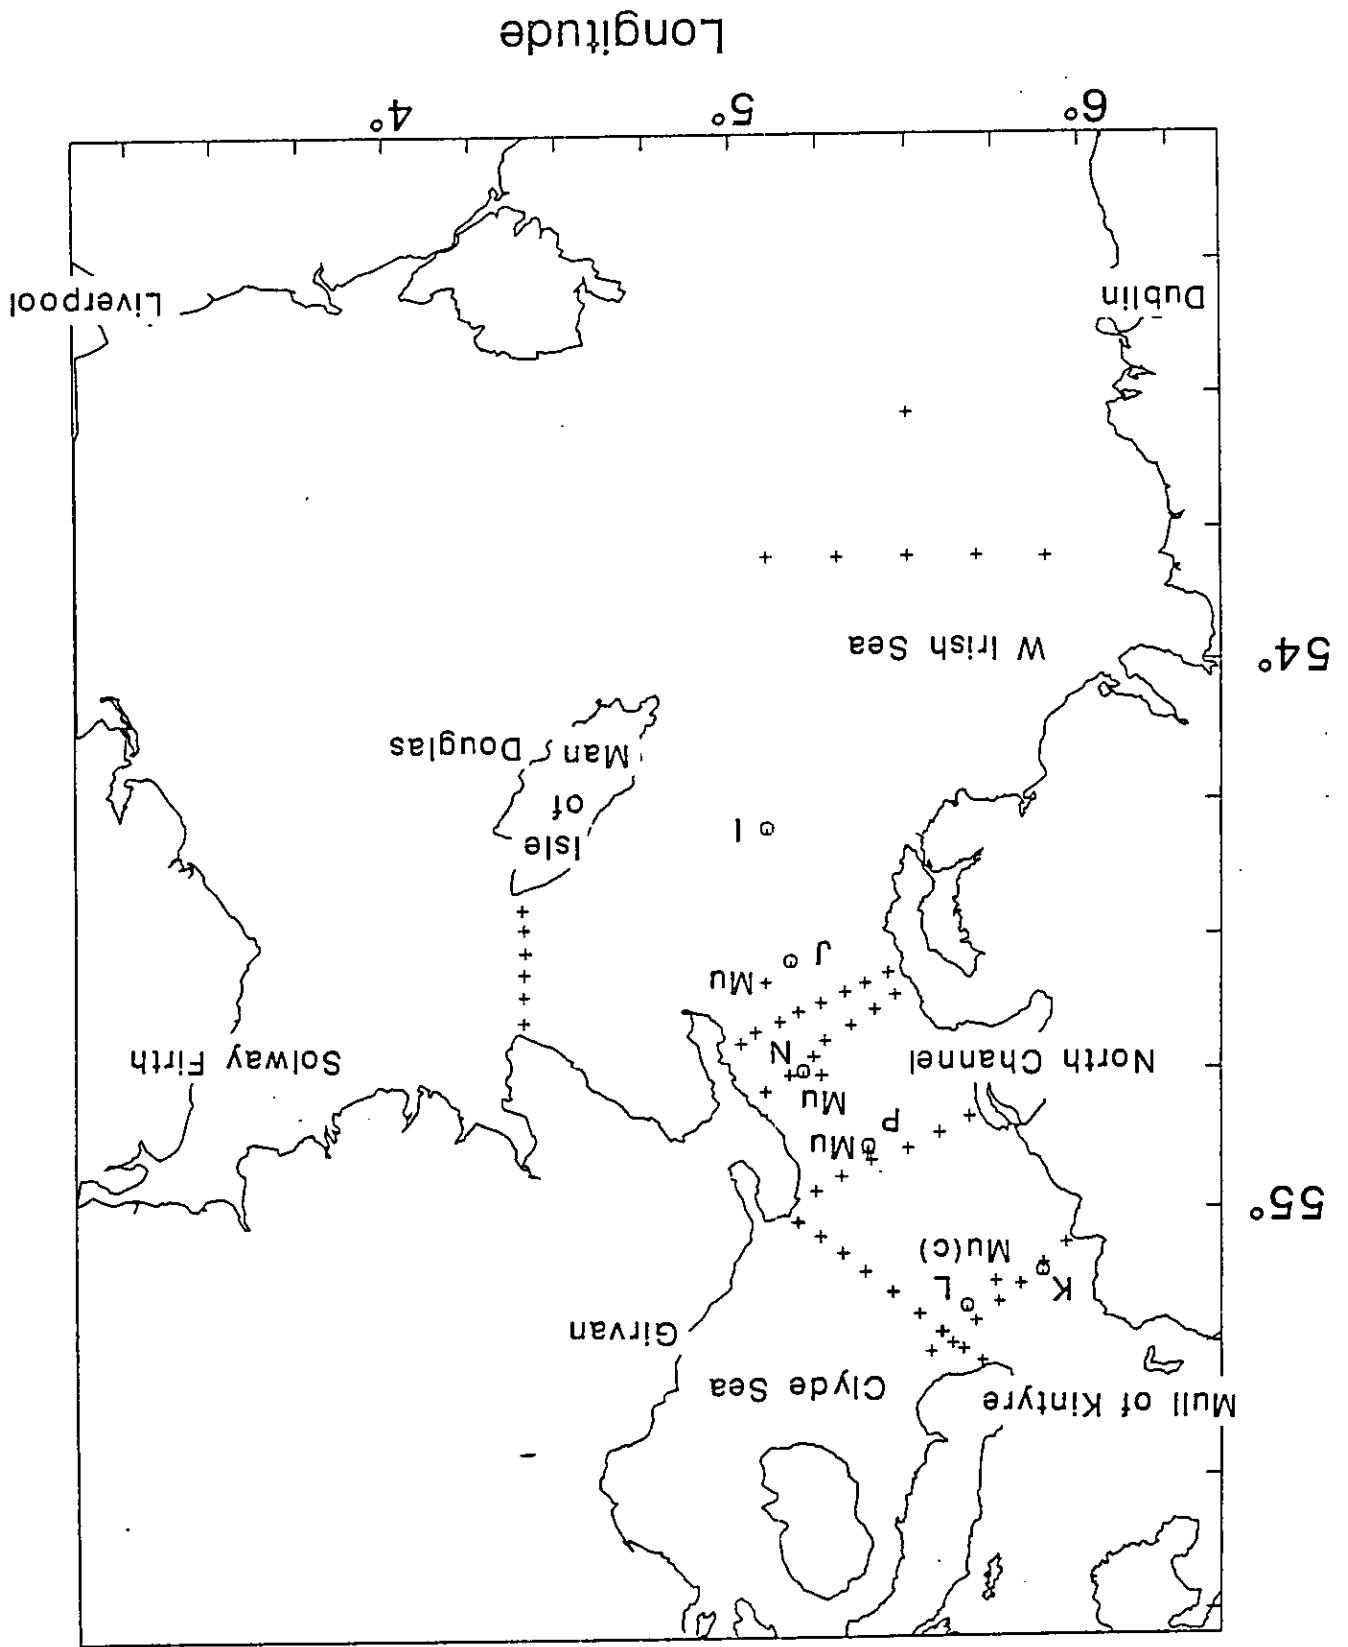 Mull of Kintyre
Clyde Sea
Girvan
K
L
Mu(c)
55°
Mu
P
Mu
North Channel
N
Solway Firth
Mu
J
I
Isle
of
Man
Douglas
W Irish Sea
54°
Dublin
Liverpool
6°
5°
4°
Longitude